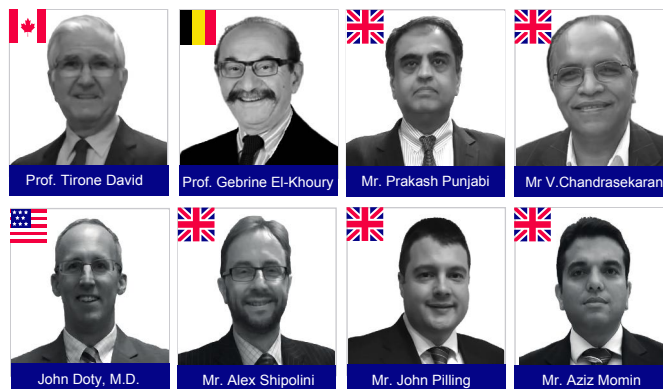 Prof. Tirone David
Prof. Gebrine El-Khoury
Mr. Prakash Punjabi
Mr V.Chandrasekaran
John Doty, M.D.
Mr. Alex Shipolini
Mr. John Pilling
Mr. Aziz Momin